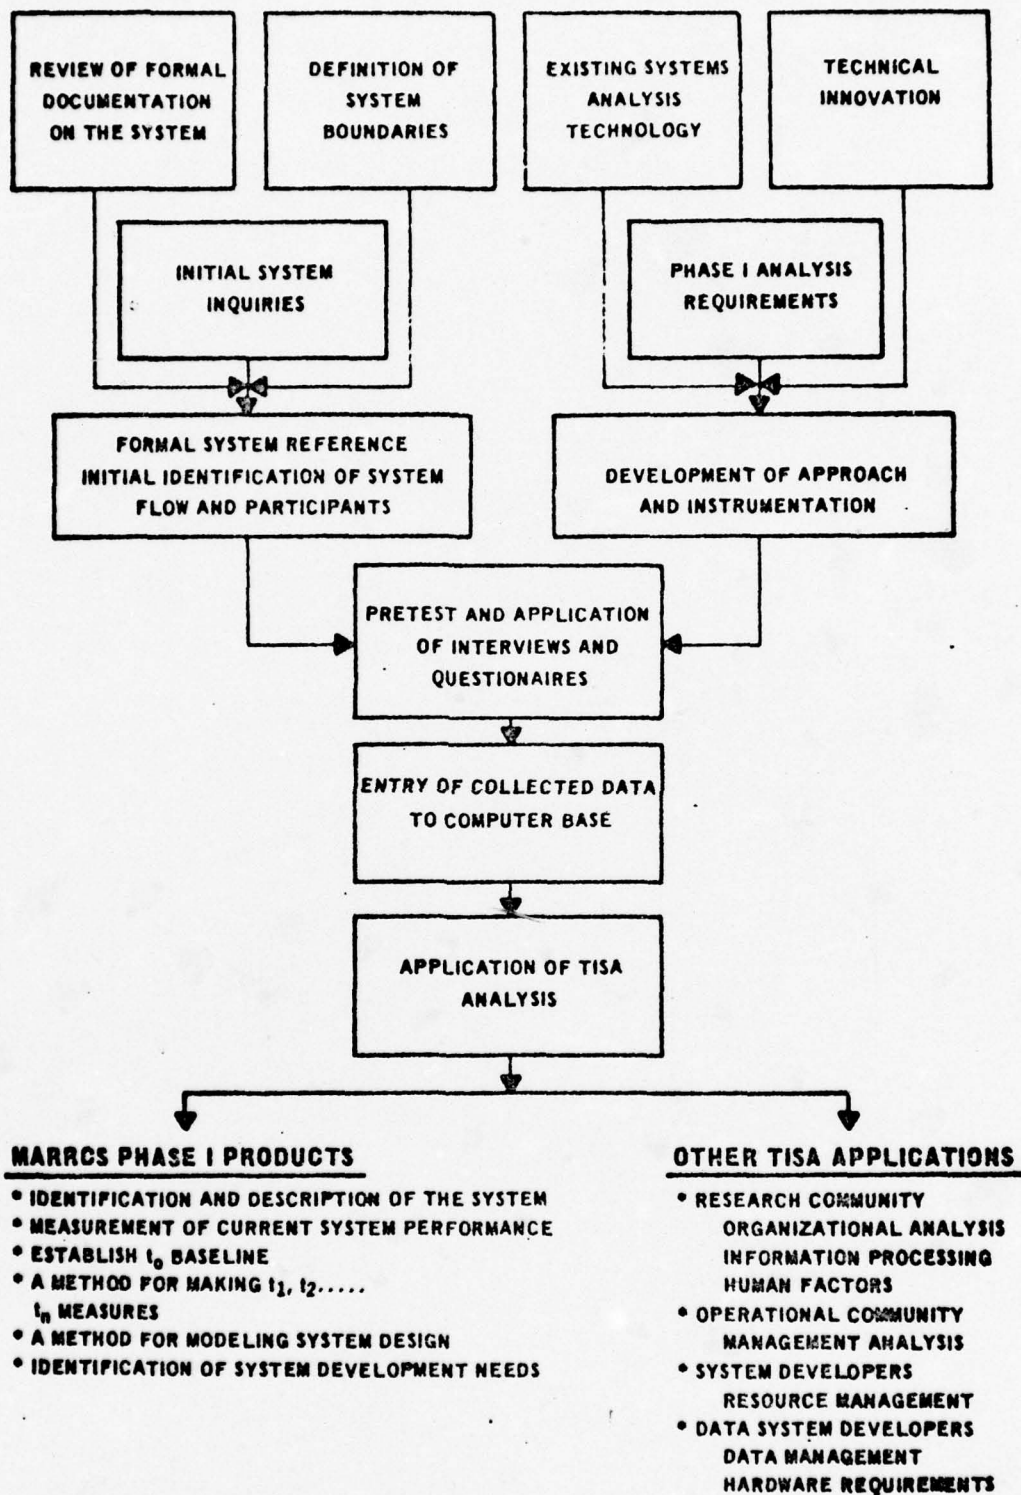 REVIEW OF FORMAL
DOCUMENTATION
ON THE SYSTEM
DEFINITION OF
SYSTEM
BOUNDARIES
EXISTING SYSTEMS
ANALYSIS
TECHNOLOGY
TECHNICAL
INNOVATION
INITIAL SYSTEM
INQUIRIES
PHASE I ANALYSIS
REQUIREMENTS
FORMAL SYSTEM REFERENCE
INITIAL IDENTIFICATION OF SYSTEM
FLOW AND PARTICIPANTS
DEVELOPMENT OF APPROACH
AND INSTRUMENTATION
PRETEST AND APPLICATION
OF INTERVIEWS AND
QUESTIONAIRES
ENTRY OF COLLECTED DATA
TO COMPUTER BASE
APPLICATION OF TISA
ANALYSIS
MARRCS PHASE I PRODUCTS
• IDENTIFICATION AND DESCRIPTION OF THE SYSTEM
• MEASUREMENT OF CURRENT SYSTEM PERFORMANCE
• ESTABLISH t0 BASELINE
• A METHOD FOR MAKING t1, t2.....
tn MEASURES
• A METHOD FOR MODELING SYSTEM DESIGN
• IDENTIFICATION OF SYSTEM DEVELOPMENT NEEDS
OTHER TISA APPLICATIONS
• RESEARCH COMMUNITY
ORGANIZATIONAL ANALYSIS
INFORMATION PROCESSING
HUMAN FACTORS
• OPERATIONAL COMMUNITY
MANAGEMENT ANALYSIS
• SYSTEM DEVELOPERS
RESOURCE MANAGEMENT
• DATA SYSTEM DEVELOPERS
DATA MANAGEMENT
HARDWARE REQUIREMENTS